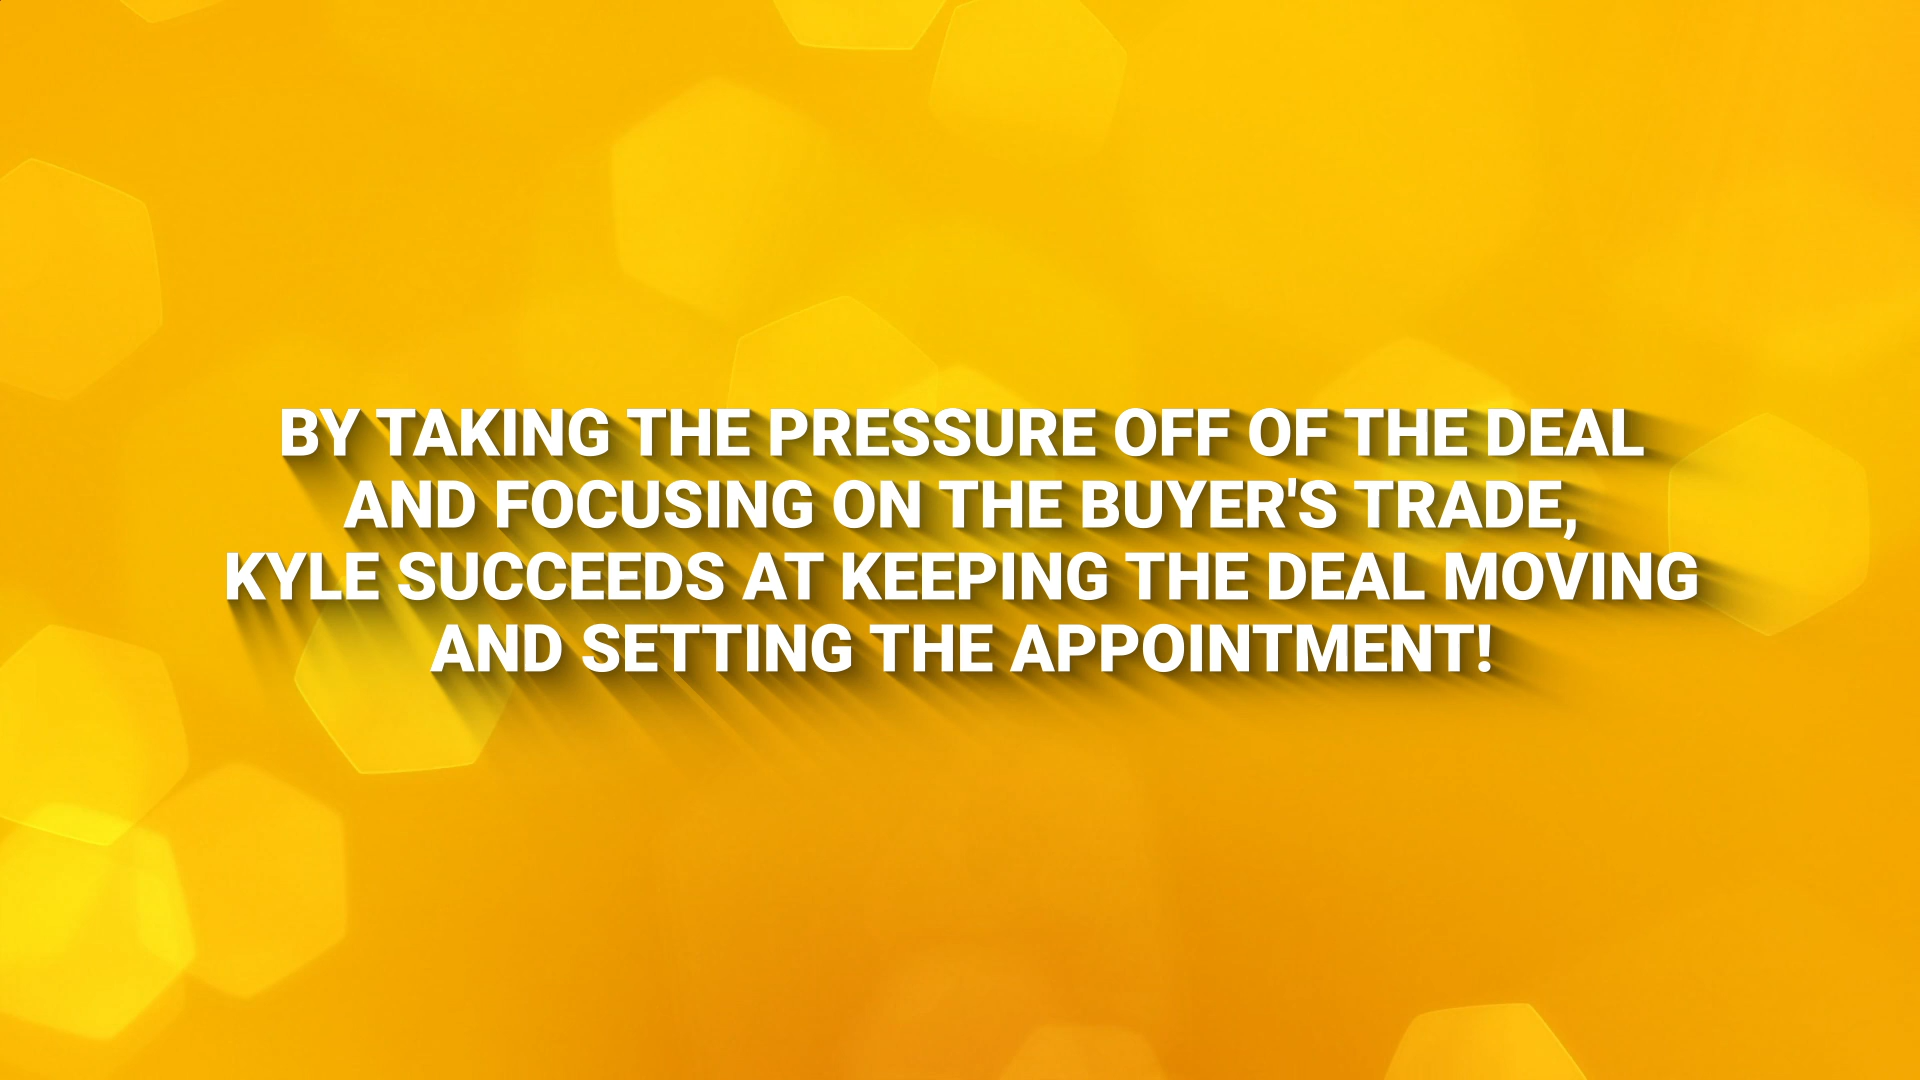 BY TAKING THE PRESSURE OFF OF THE DEAL
AND FOCUSING ON THE BUYER'S TRADE,
KYLE SUCCEEDS AT KEEPING THE DEAL MOVING
AND SETTING THE APPOINTMENT!